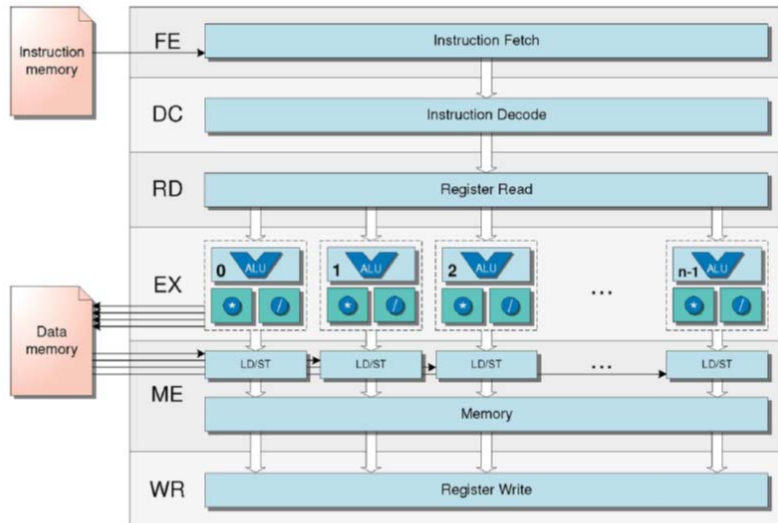 Instruction
memory
FE
Instruction Fetch
DC
Instruction Decode
RD
Register Read
EX
0 ALU
1 ALU
2 ALU
...
n-1 ALU
* /
* /
* /
* /
Data
memory
ME
LD/ST
LD/ST
LD/ST
...
LD/ST
Memory
WR
Register Write